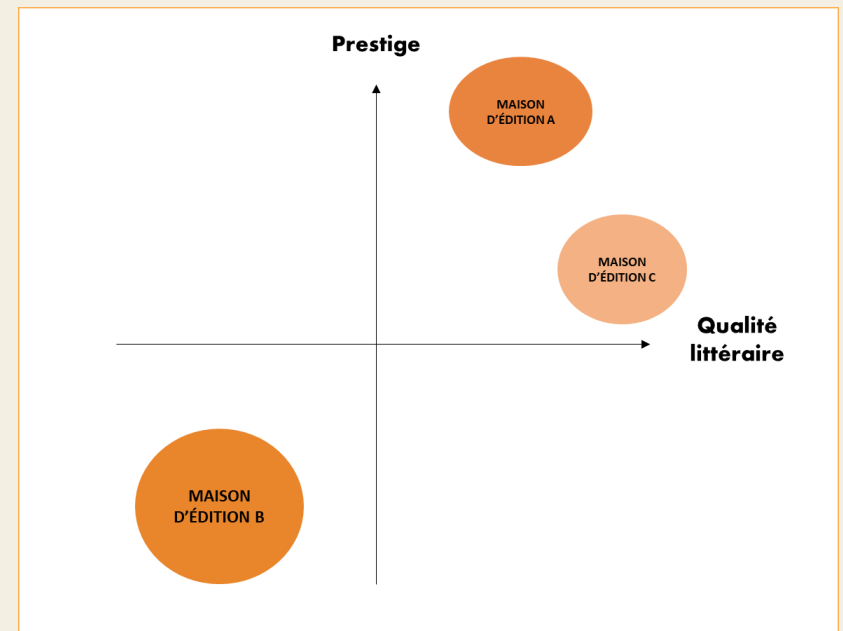 Prestige
MAISON
D'ÉDITION A
MAISON
D'ÉDITION C
Qualité
littéraire
MAISON
D'ÉDITION B